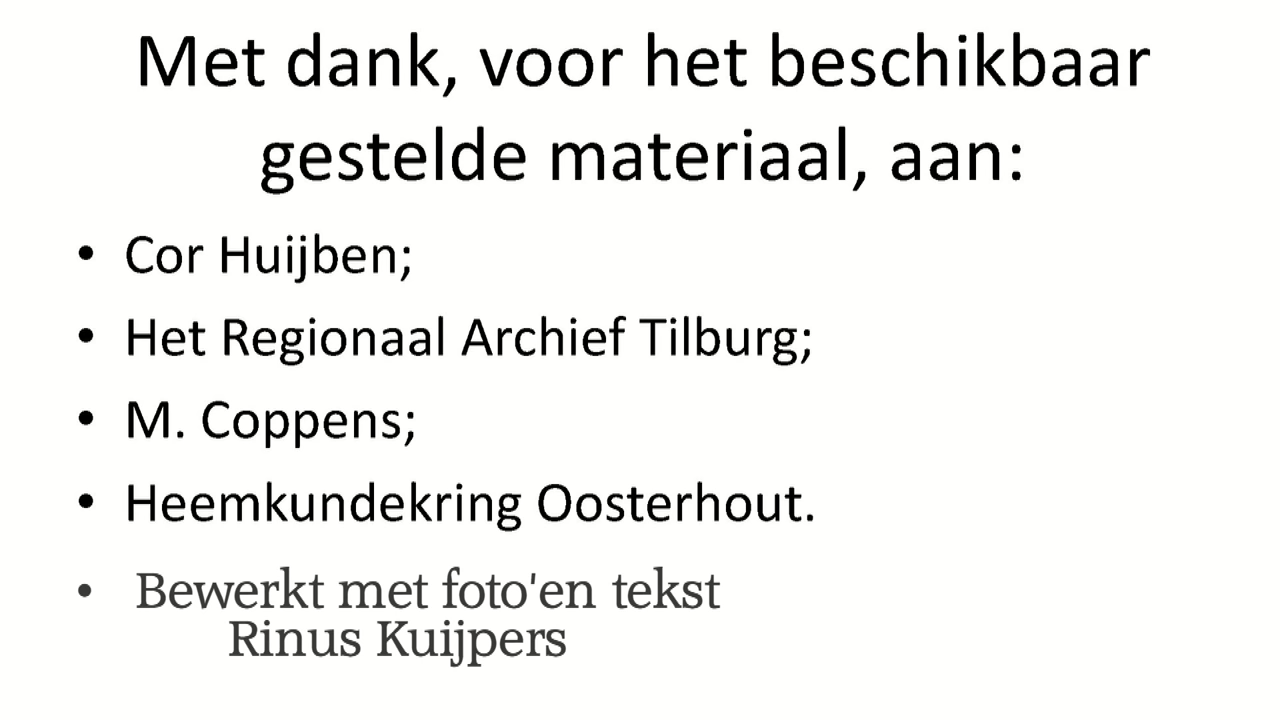 Met dank, voor het beschikbaar
gestelde materiaal, aan:
• Cor Huijben;
• Het Regionaal Archief Tilburg;
• M. Coppens;
• Heemkundekring Oosterhout.
• Bewerkt met foto'en tekst
Rinus Kuijpers